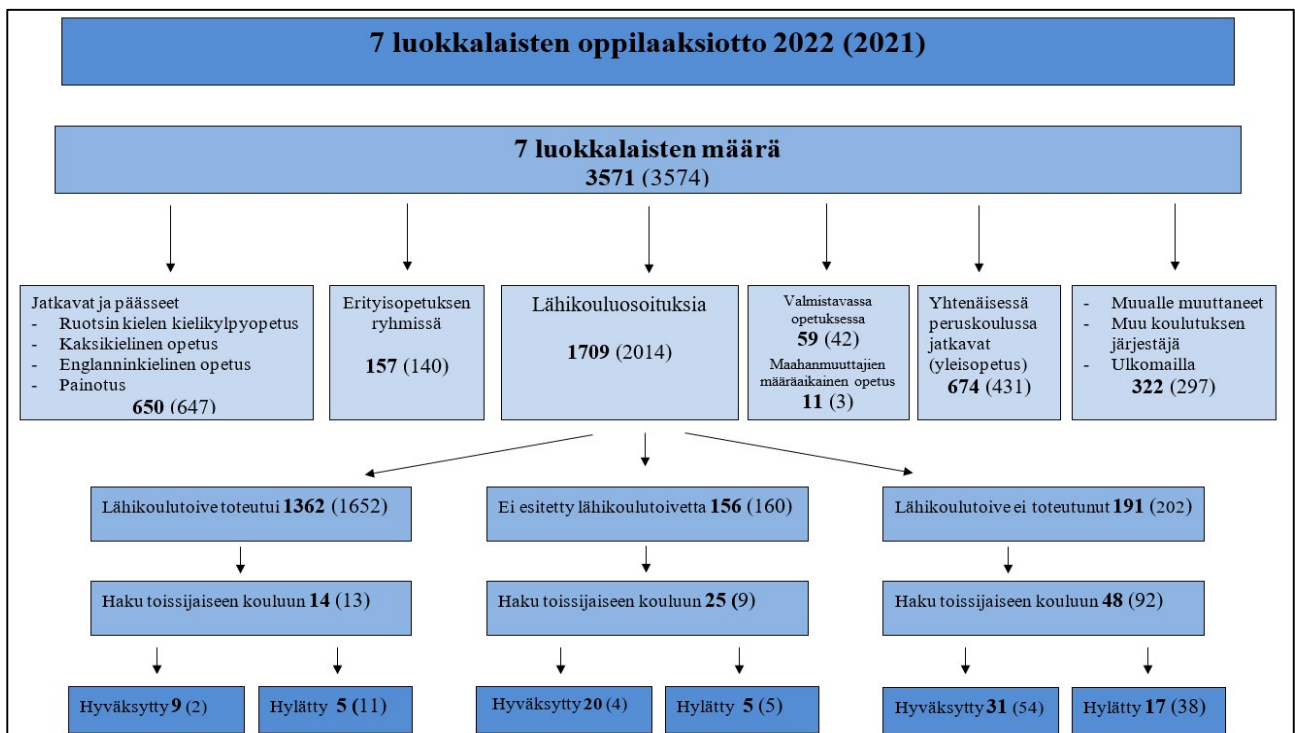 7 luokkalaisten oppilaaksiotto 2022 (2021)
7 luokkalaisten määrä
3571 (3574)
Jatkavat ja päässeet
- Ruotsin kielen kielikylpyopetus
- Kaksikielinen opetus
- Englanninkielinen opetus
- Painotus
650 (647)
Erityisopetuksen
ryhmissä
157 (140)
Lähikouluosoituksia
1709 (2014)
Valmistavassa
opetuksessa
59 (42)
Maahanmuuttajien
määräaikainen opetus
11 (3)
Yhtenäisessä
peruskoulussa
jatkavat
(yleisopetus)
674 (431)
- Muualle muuttaneet
- Muu koulutuksen
järjestäjä
- Ulkomailla
322 (297)
Lähikoulutoive toteutui 1362 (1652)
Ei esitetty lähikoulutoivetta 156 (160)
Lähikoulutoive ei toteutunut 191 (202)
Haku toissijaiseen kouluun 14 (13)
Haku toissijaiseen kouluun 25 (9)
Haku toissijaiseen kouluun 48 (92)
Hyväksytty 9 (2)
Hylätty 5 (11)
Hyväksytty 20 (4)
Hylätty 5 (5)
Hyväksytty 31 (54)
Hylätty 17 (38)